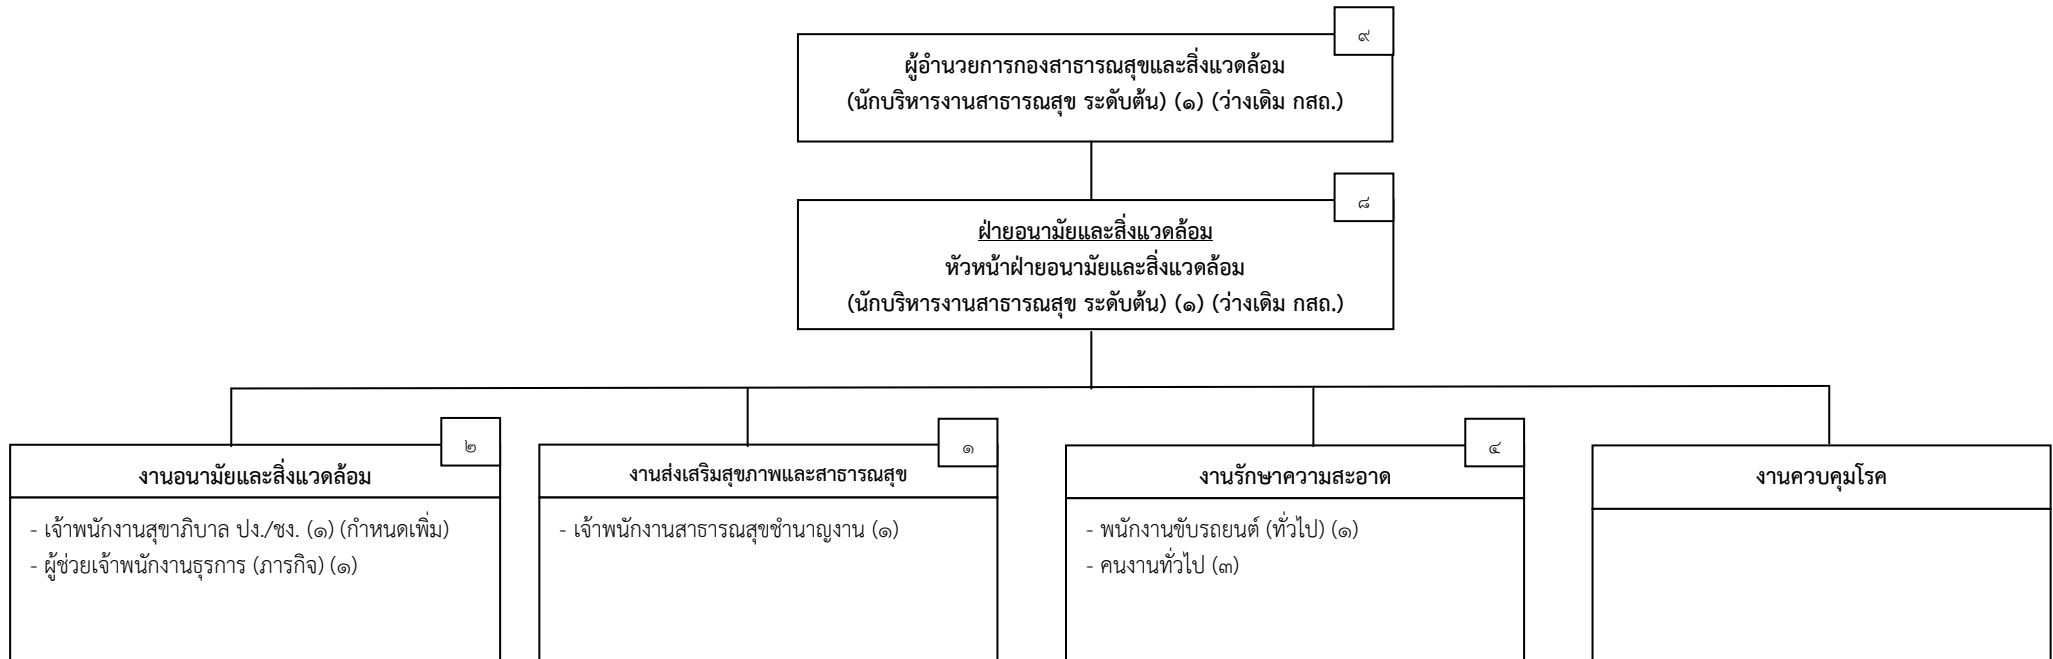 ๙
ผู้อำนวยการกองสาธารณสุขและสิ่งแวดล้อม
(นักบริหารงานสาธารณสุข ระดับต้น) (๑) (ว่างเดิม กสถ.)
๘
ฝ่ายอนามัยและสิ่งแวดล้อม
หัวหน้าฝ่ายอนามัยและสิ่งแวดล้อม
(นักบริหารงานสาธารณสุข ระดับต้น) (๑) (ว่างเดิม กสถ.)
๒
งานอนามัยและสิ่งแวดล้อม
- เจ้าพนักงานสุขาภิบาล ปง./ชง. (๑) (กำหนดเพิ่ม)
- ผู้ช่วยเจ้าพนักงานธุรการ (ภารกิจ) (๑)
๑
งานส่งเสริมสุขภาพและสาธารณสุข
- เจ้าพนักงานสาธารณสุขชำนาญงาน (๑)
๔
งานรักษาความสะอาด
- พนักงานขับรถยนต์ (ทั่วไป) (๑)
- คนงานทั่วไป (๓)
งานควบคุมโรค